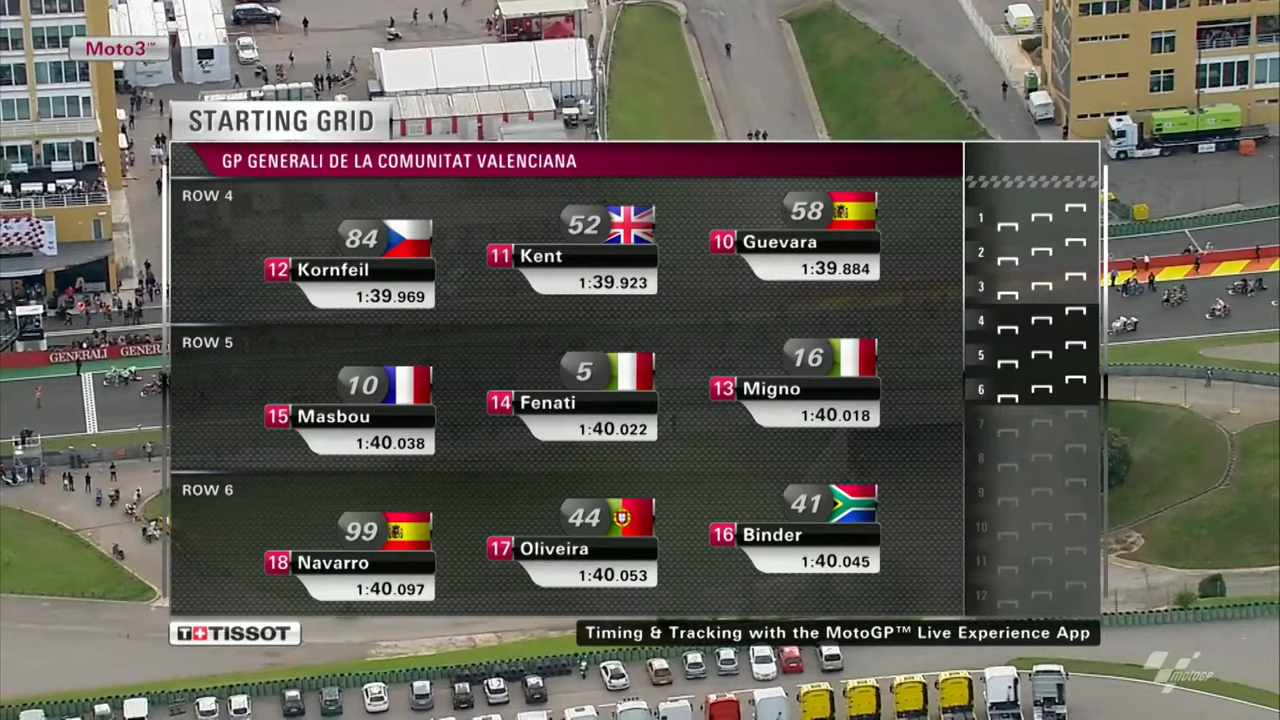 Moto3™
STARTING GRID
GP GENERALI DE LA COMUNITAT VALENCIANA
ROW 4
84
12 Kornfeil
1:39.969
52
11 Kent
1:39.923
58
10 Guevara
1:39.884
ROW 5
10
15 Masbou
1:40.038
5
14 Fenati
1:40.022
16
13 Migno
1:40.018
ROW 6
99
18 Navarro
1:40.097
44
17 Oliveira
1:40.053
41
16 Binder
1:40.045
1
2
3
4
5
6
7
8
9
10
11
12
GENERALI GENERA
T+TISSOT
Timing & Tracking with the MotoGP™ Live Experience App
motoGP